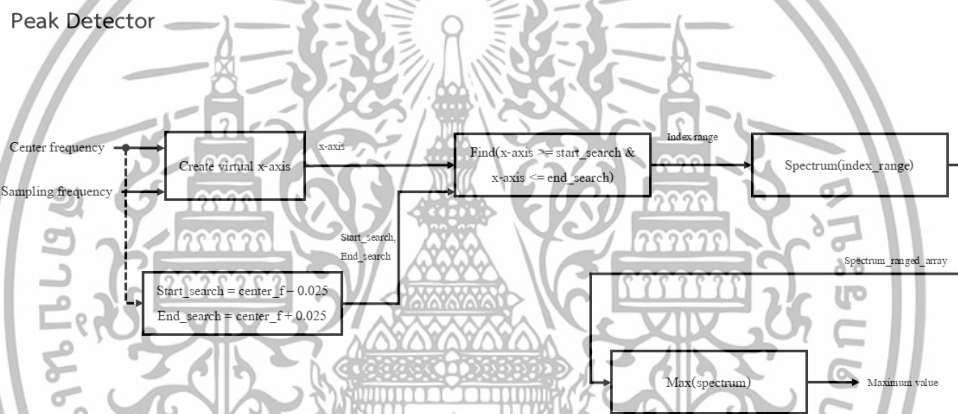 Peak Detector
Center frequency
Sampling frequency
Create virtual x-axis
x-axis
Find(x-axis >= start_search &
x-axis <= end_search)
Index range
Spectrum(index_range)
Start_search,
End_search
Start_search = center_f – 0.025
End_search = center_f + 0.025
Spectrum_ranged_array
Max(spectrum)
Maximum value